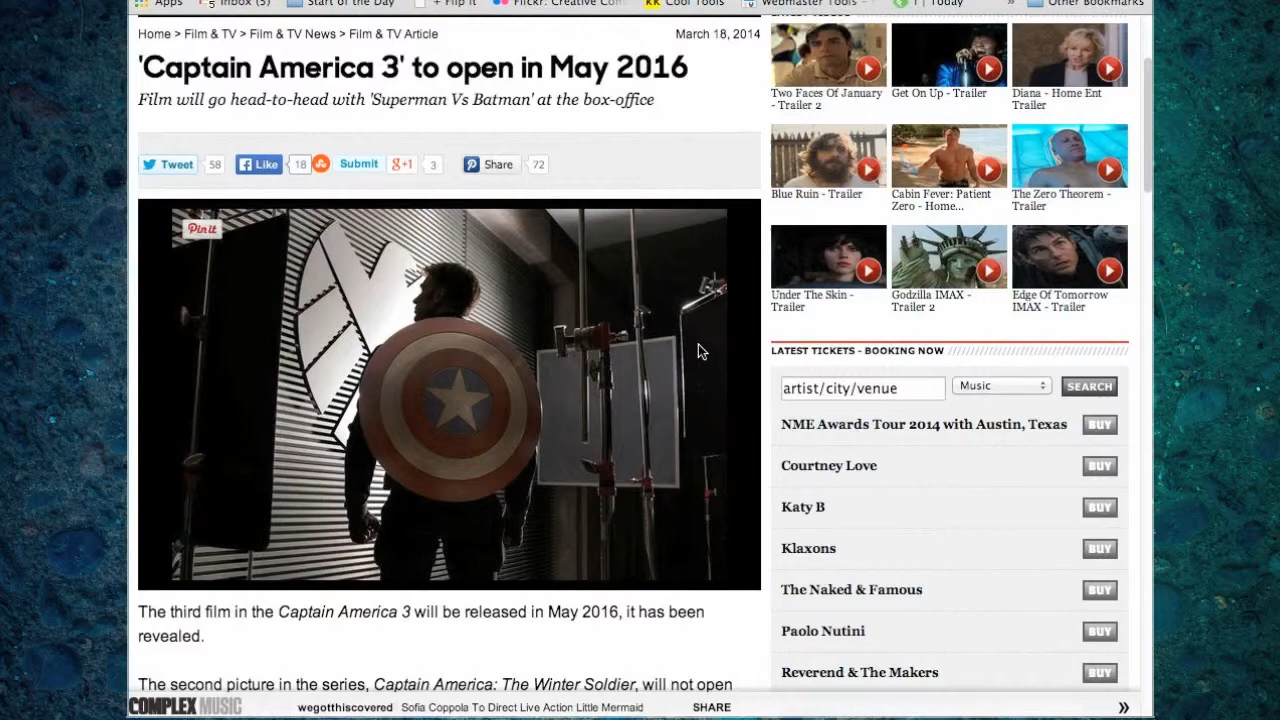 Apps
Inbox (5)
Start of the Day
+ Flip It
Flickr: Creative Com
KK Cool Tools
Webmaster Tools -
1 | Today
»
Other Bookmarks
Home > Film & TV > Film & TV News > Film & TV Article
March 18, 2014
'Captain America 3' to open in May 2016
Film will go head-to-head with 'Superman Vs Batman' at the box-office
Tweet 58
Like 18
Submit
g+1 3
Share 72
Pinit
The third film in the Captain America 3 will be released in May 2016, it has been
revealed.
The second picture in the series, Captain America: The Winter Soldier, will not open
Two Faces Of January
- Trailer 2
Get On Up - Trailer
Diana - Home Ent
Trailer
Blue Ruin - Trailer
Cabin Fever: Patient
Zero - Home...
The Zero Theorem -
Trailer
Under The Skin -
Trailer
Godzilla IMAX -
Trailer 2
Edge Of Tomorrow
IMAX - Trailer
LATEST TICKETS - BOOKING NOW
artist/city/venue
Music
SEARCH
NME Awards Tour 2014 with Austin, Texas BUY
Courtney Love BUY
Katy B BUY
Klaxons BUY
The Naked & Famous BUY
Paolo Nutini BUY
Reverend & The Makers BUY
COMPLEX MUSIC
wegotthiscovered Sofia Coppola To Direct Live Action Little Mermaid
SHARE
»